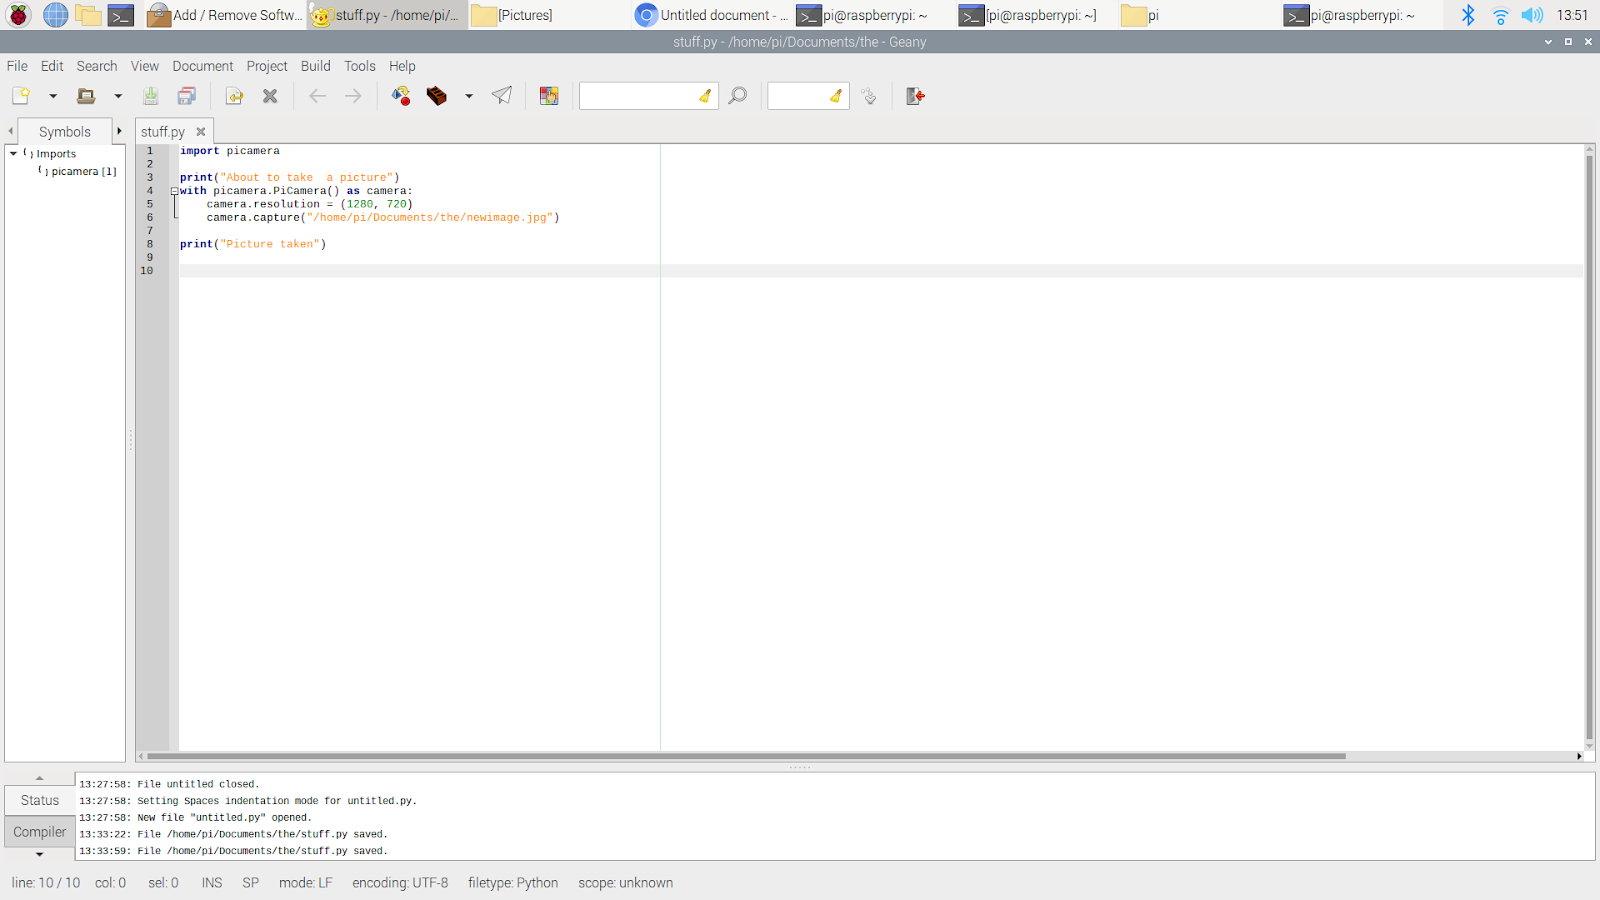 Add / Remove Softw...
stuff.py - /home/pi/...
[Pictures]
Untitled document - ...
pi@raspberrypi: ~
[pi@raspberrypi: ~]
pi
pi@raspberrypi: ~
13:51
stuff.py - /home/pi/Documents/the - Geany
File Edit Search View Document Project Build Tools Help
Symbols
stuff.py
Imports
picamera [1]
1 import picamera
2
3 print("About to take  a picture")
4 with picamera.PiCamera() as camera:
5     camera.resolution = (1280, 720)
6     camera.capture("/home/pi/Documents/the/newimage.jpg")
7
8 print("Picture taken")
9
10
Status
Compiler
13:27:58: File untitled closed.
13:27:58: Setting Spaces indentation mode for untitled.py.
13:27:58: New file "untitled.py" opened.
13:33:22: File /home/pi/Documents/the/stuff.py saved.
13:33:59: File /home/pi/Documents/the/stuff.py saved.
line: 10 / 10 col: 0 sel: 0 INS SP mode: LF encoding: UTF-8 filetype: Python scope: unknown